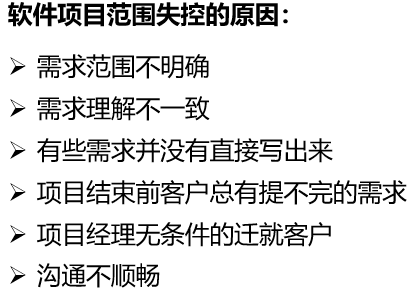 软件项目范围失控的原因：
➢ 需求范围不明确
➢ 需求理解不一致
➢ 有些需求并没有直接写出来
➢ 项目结束前客户总有提不完的需求
➢ 项目经理无条件的迁就客户
➢ 沟通不顺畅